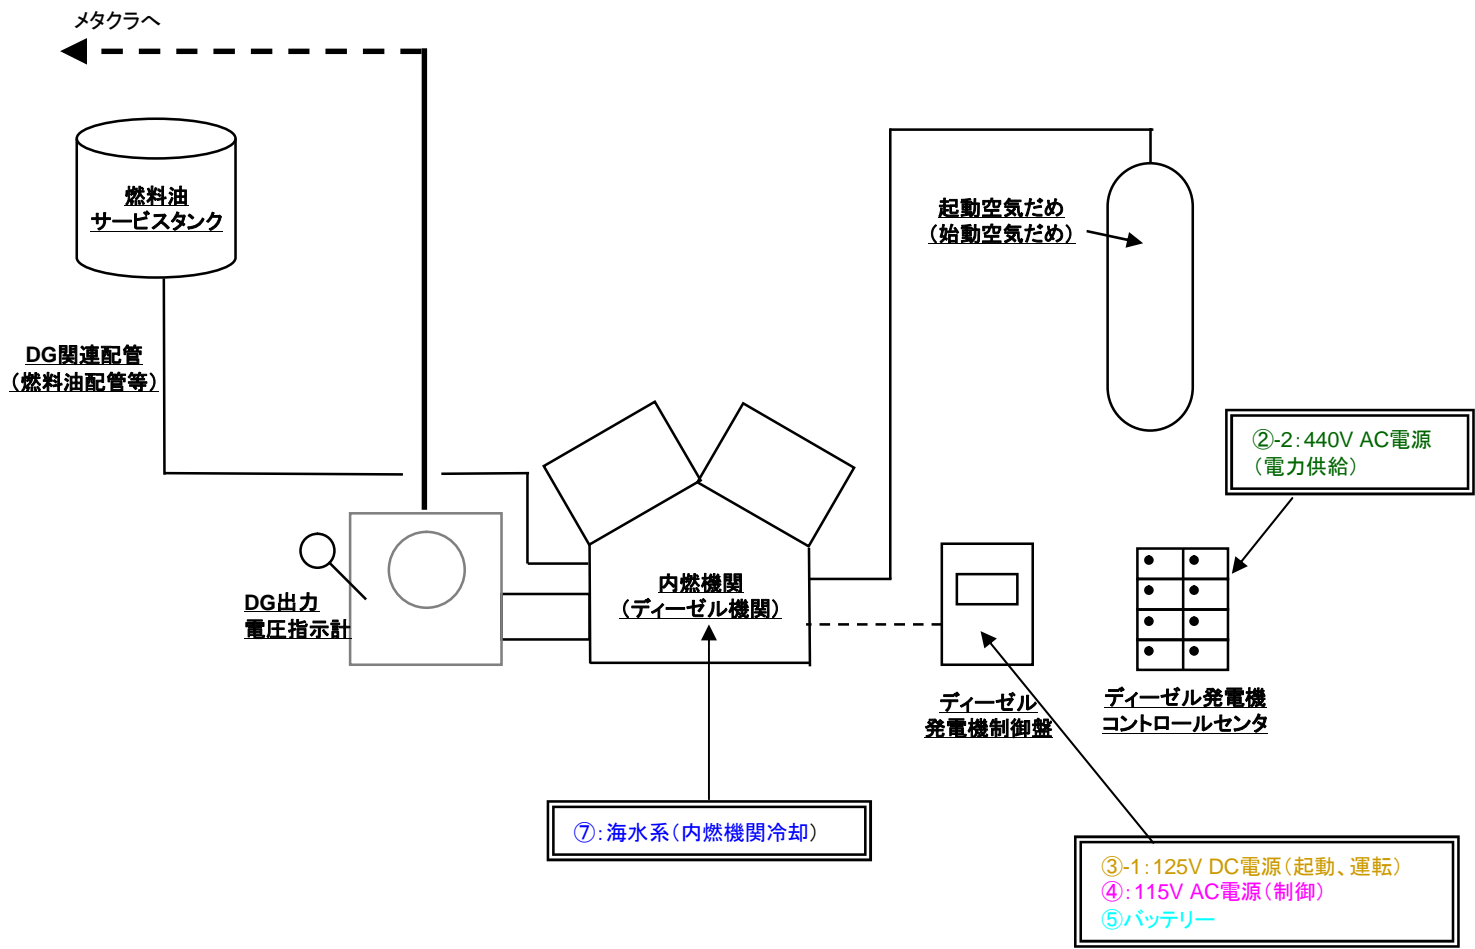 メタクラへ
燃料油
サービスタンク
起動空気だめ
（始動空気だめ）
DG関連配管
（燃料油配管等）
②-2：440V AC電源
（電力供給）
内燃機関
（ディーゼル機関）
DG出力
電圧指示計
ディーゼル
発電機制御盤
ディーゼル発電機
コントロールセンタ
⑦：海水系（内燃機関冷却）
③-1：125V DC電源（起動、運転）
④：115V AC電源（制御）
⑤バッテリー